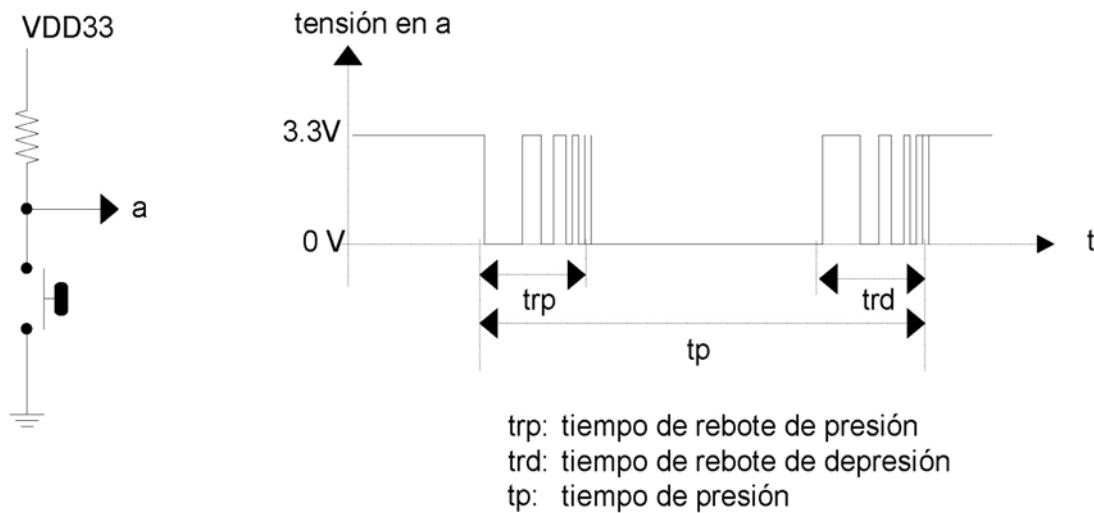 VDD33
tensión en a
3.3V
a
0 V
t
trp
trd
tp
trp: tiempo de rebote de presión
trd: tiempo de rebote de depresión
tp: tiempo de presión